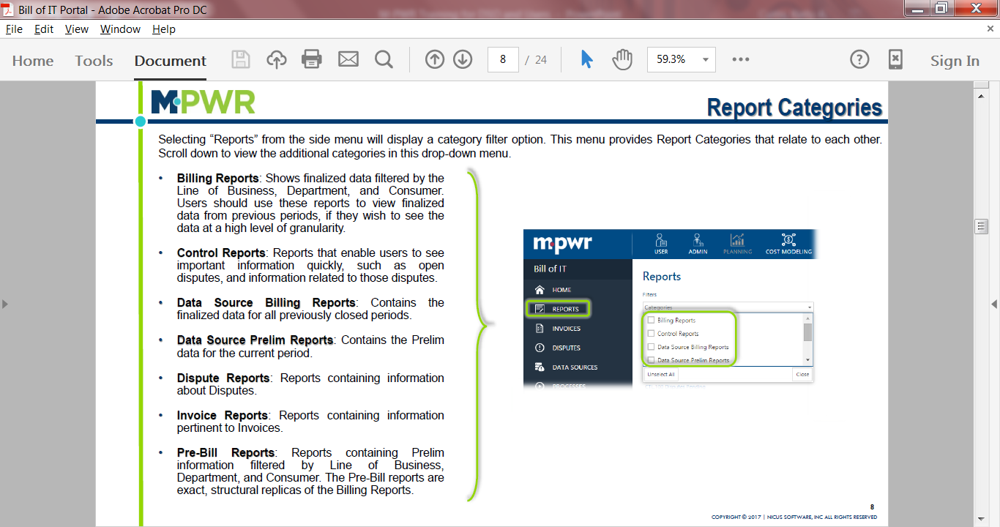 Bill of IT Portal - Adobe Acrobat Pro DC
File Edit View Window Help
Home Tools Document 8 / 24 59.3% Sign In
M·PWR
Report Categories
Selecting “Reports” from the side menu will display a category filter option. This menu provides Report Categories that relate to each other.
Scroll down to view the additional categories in this drop-down menu.
• Billing Reports: Shows finalized data filtered by the
Line of Business, Department, and Consumer.
Users should use these reports to view finalized
data from previous periods, if they wish to see the
data at a high level of granularity.
• Control Reports: Reports that enable users to see
important information quickly, such as open
disputes, and information related to those disputes.
• Data Source Billing Reports: Contains the
finalized data for all previously closed periods.
• Data Source Prelim Reports: Contains the Prelim
data for the current period.
• Dispute Reports: Reports containing information
about Disputes.
• Invoice Reports: Reports containing information
pertinent to Invoices.
• Pre-Bill Reports: Reports containing Prelim
information filtered by Line of Business,
Department, and Consumer. The Pre-Bill reports are
exact, structural replicas of the Billing Reports.
m·pwr
USER ADMIN PLANNING COST MODELING
Bill of IT
HOME
REPORTS
INVOICES
DISPUTES
DATA SOURCES
PROCESSES
Reports
Filters
Categories
Billing Reports
Control Reports
Data Source Billing Reports
Data Source Prelim Reports
Unselect All Close
8
COPYRIGHT © 2017 | NICUS SOFTWARE, INC ALL RIGHTS RESERVED